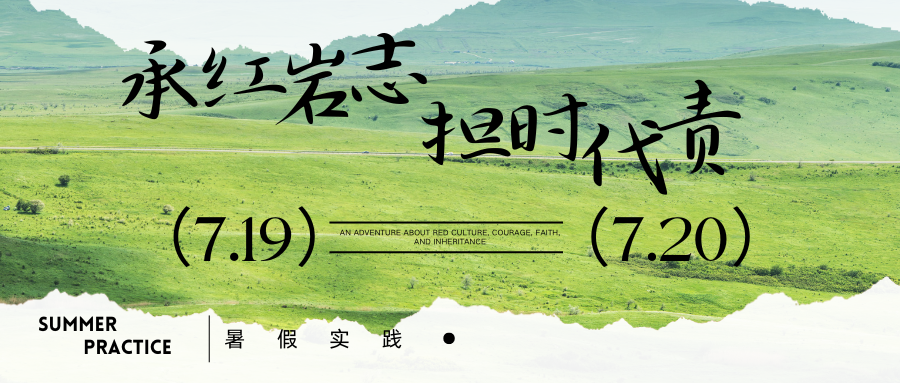 承红岩志
担时代责
(7.19)
AN ADVENTURE ABOUT RED CULTURE, COURAGE, FAITH,
AND INHERITANCE
(7.20)
SUMMER
PRACTICE
暑假实践